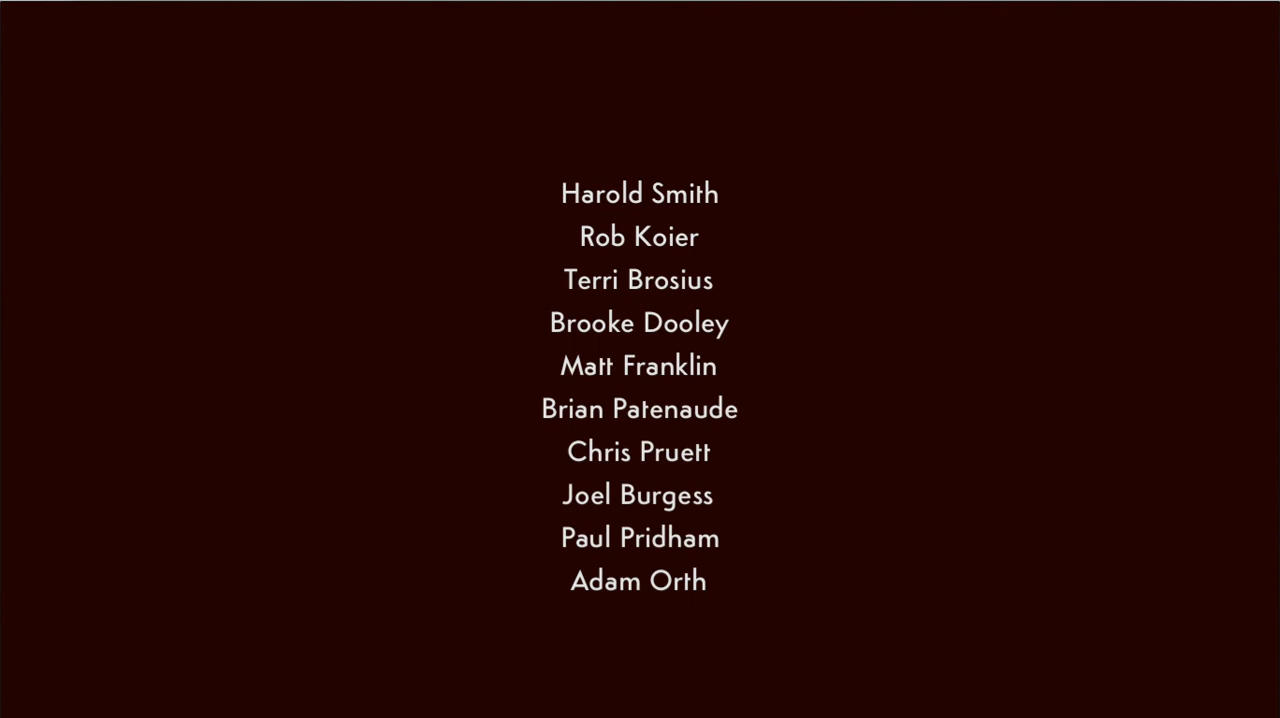 Harold Smith
Rob Koier
Terri Brosius
Brooke Dooley
Matt Franklin
Brian Patenaude
Chris Pruett
Joel Burgess
Paul Pridham
Adam Orth